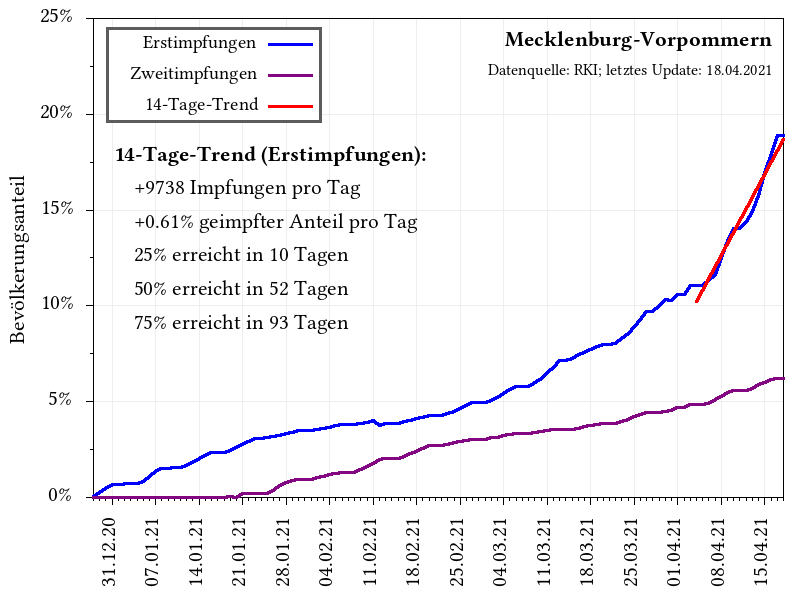 25%
20%
15%
10%
5%
0%
Bevölkerungsanteil
Erstimpfungen
Zweitimpfungen
14-Tage-Trend
Mecklenburg-Vorpommern
Datenquelle: RKI; letztes Update: 18.04.2021
14-Tage-Trend (Erstimpfungen):
+9738 Impfungen pro Tag
+0.61% geimpfter Anteil pro Tag
25% erreicht in 10 Tagen
50% erreicht in 52 Tagen
75% erreicht in 93 Tagen
31.12.20
07.01.21
14.01.21
21.01.21
28.01.21
04.02.21
11.02.21
18.02.21
25.02.21
04.03.21
11.03.21
18.03.21
25.03.21
01.04.21
08.04.21
15.04.21